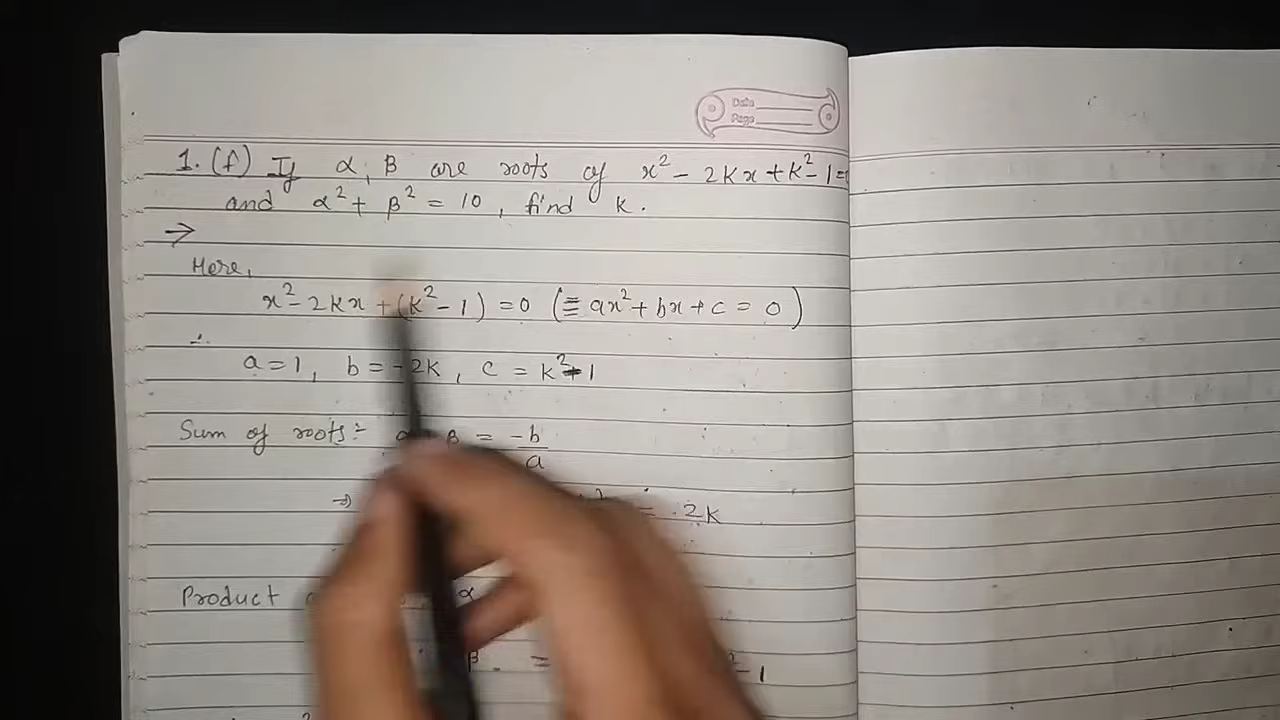 Date
Page
1. (f) If α, β are roots of x² - 2kx + k² - 1 =
and α² + β² = 10, find k.
→
Here,
x² - 2kx + (k² - 1) = 0 (≡ ax² + bx + c = 0)
∴
a = 1, b = -2k, c = k² - 1
Sum of roots:- β = -b/a
⇒ = 2k
Product α
β = 1